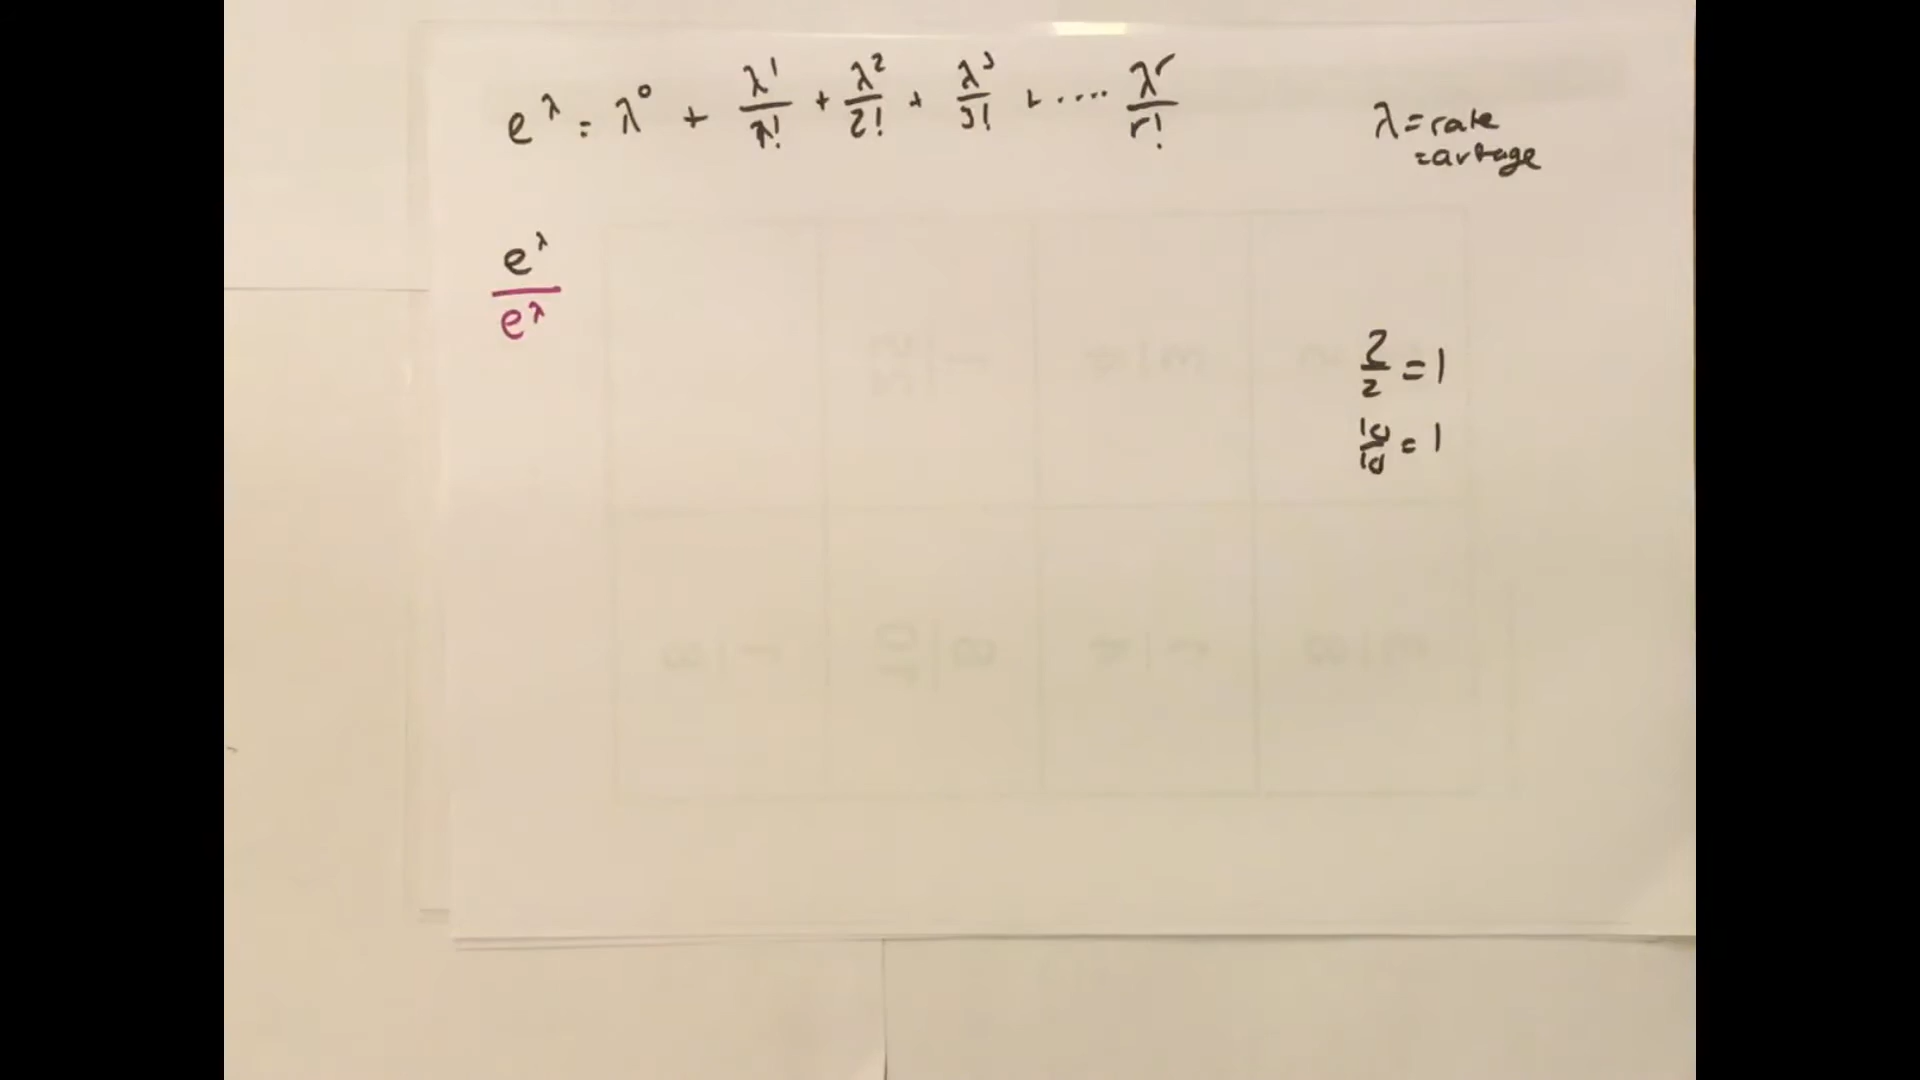 e^λ = λ^0 + λ^1/1! + λ^2/2! + λ^3/3! + .... λ^r/r!
λ = rate
= average
e^λ/e^λ
2/2 = 1
10/10 = 1